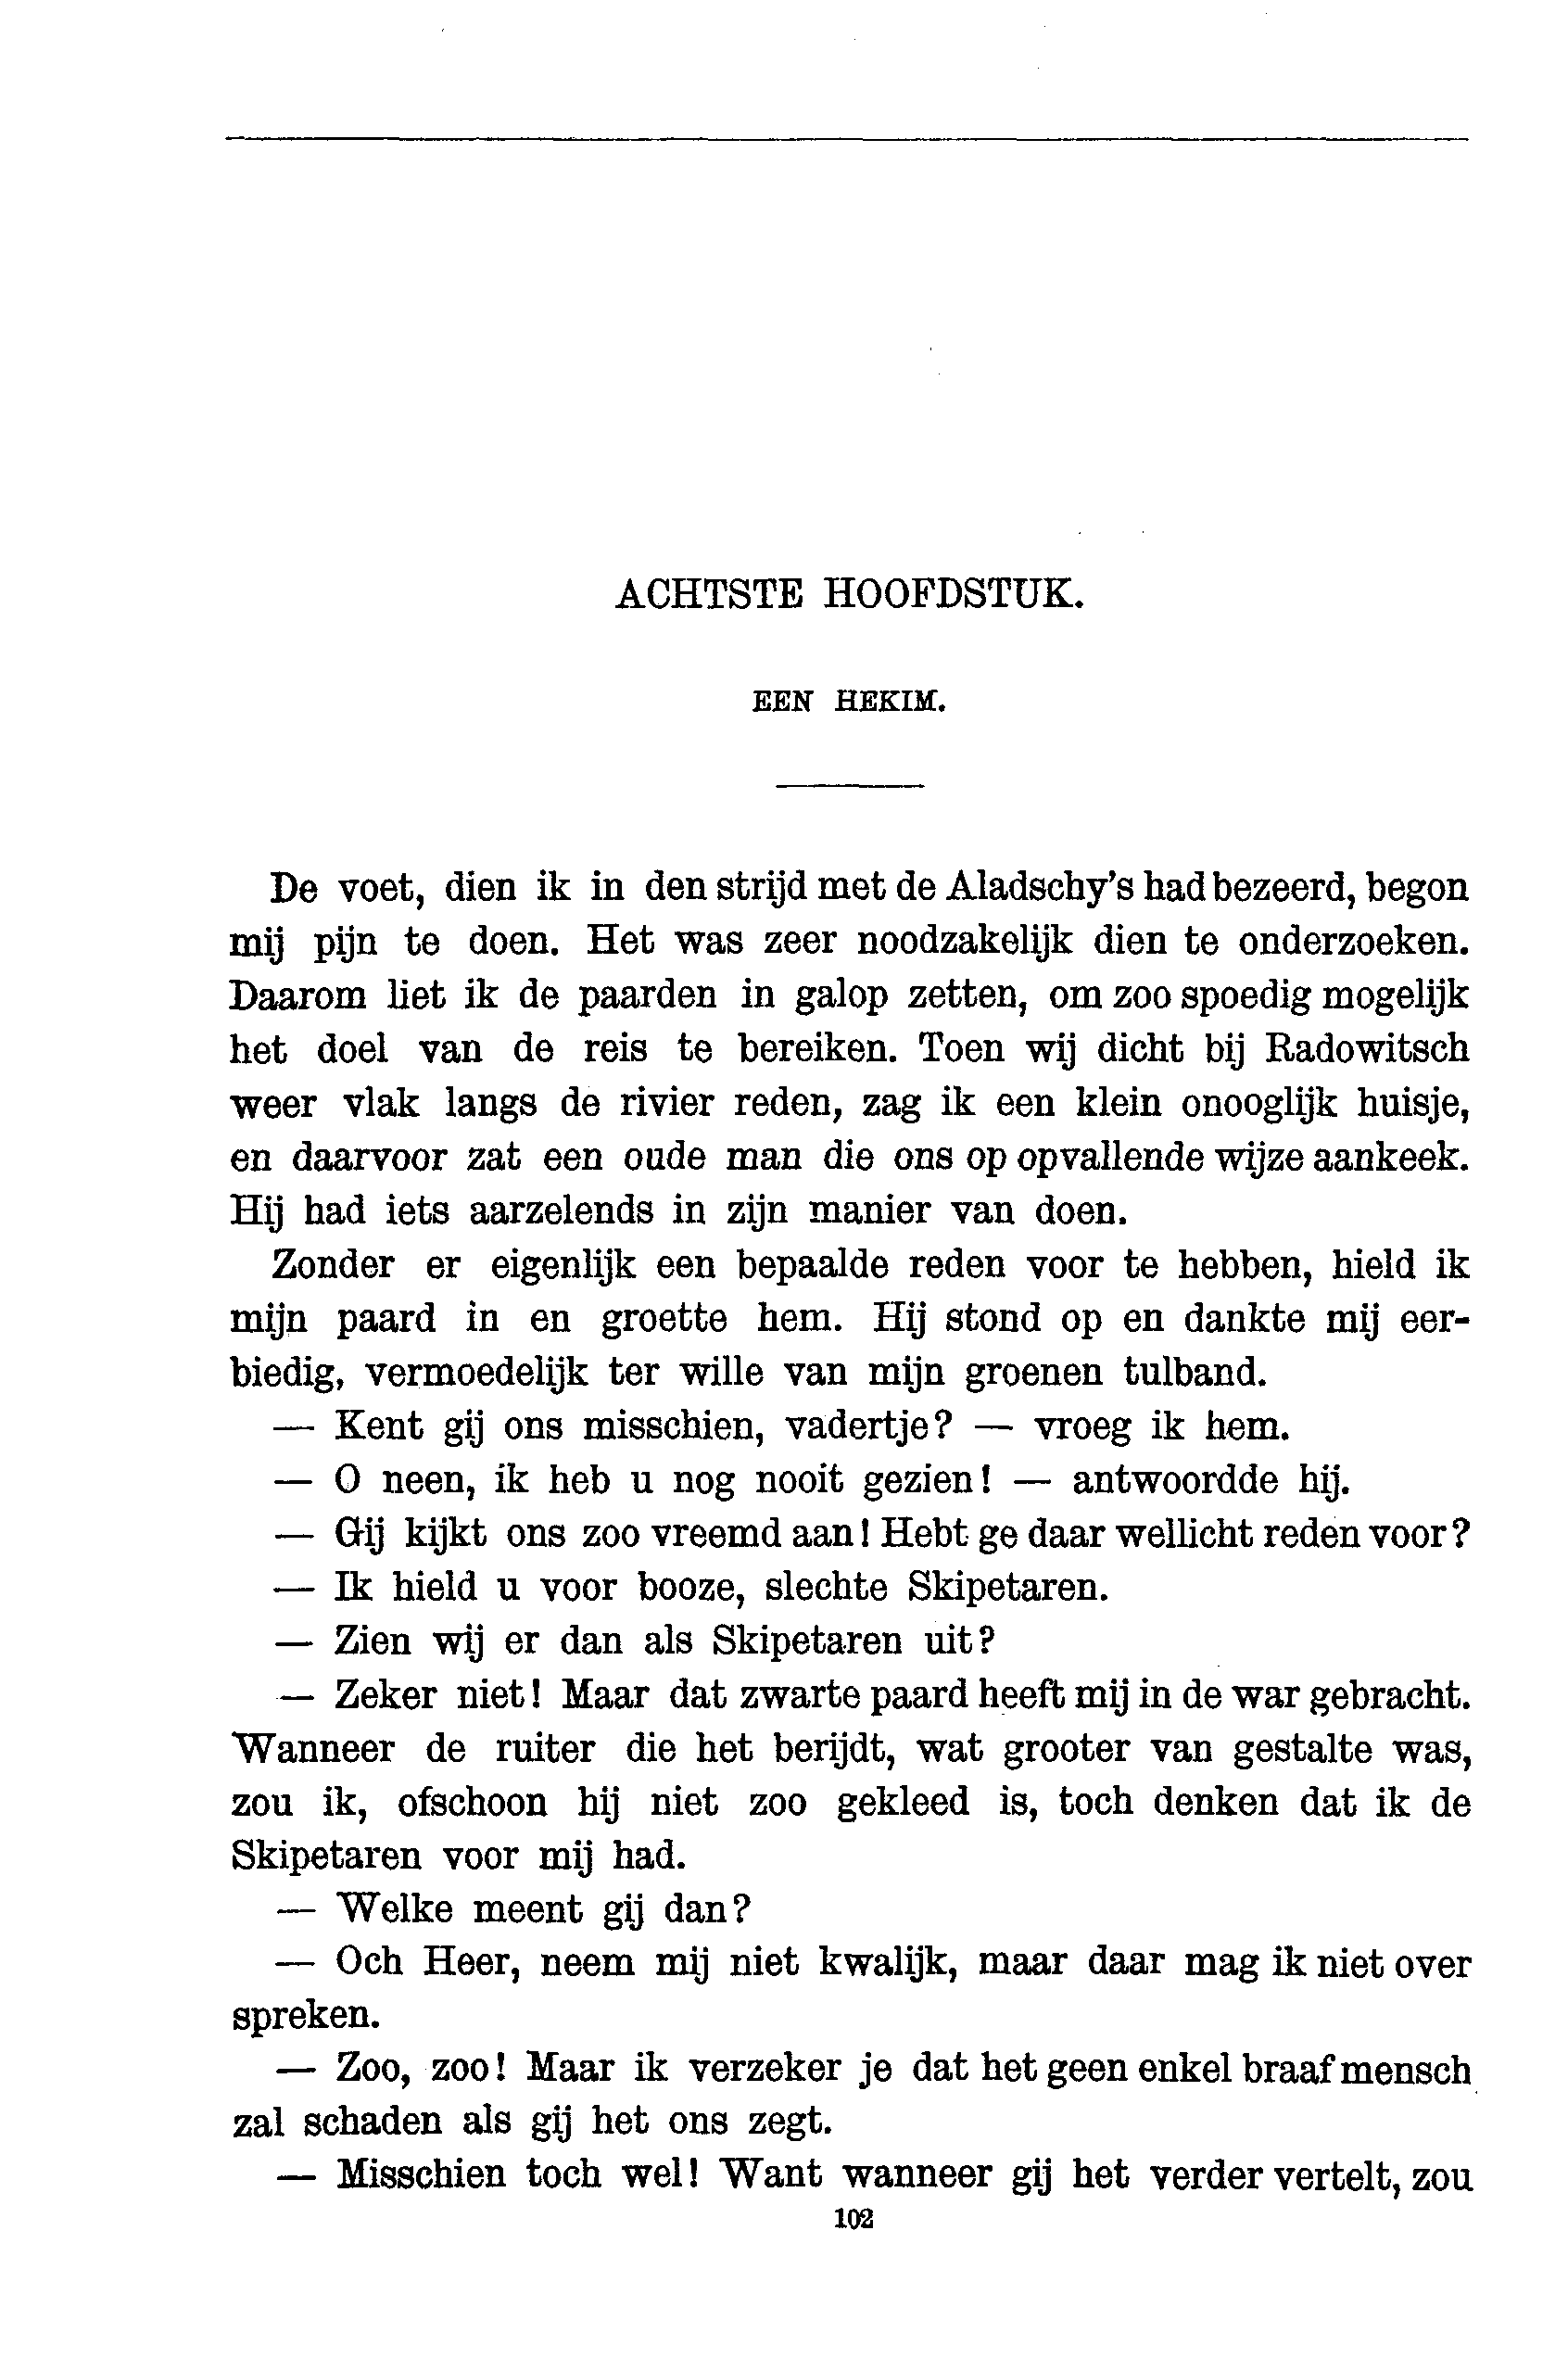 ACHTSTE HOOFDSTUK.
EEN HEKIM.
De voet, dien ik in den strijd met de Aladschy's had bezeerd, begon
mij pijn te doen. Het was zeer noodzakelijk dien te onderzoeken.
Daarom liet ik de paarden in galop zetten, om zoo spoedig mogelijk
het doel van de reis te bereiken. Toen wij dicht bij Radowitsch
weer vlak langs de rivier reden, zag ik een klein onooglijk huisje,
en daarvoor zat een oude man die ons op opvallende wijze aankeek.
Hij had iets aarzelends in zijn manier van doen.
Zonder er eigenlijk een bepaalde reden voor te hebben, hield ik
mijn paard in en groette hem. Hij stond op en dankte mij eer-
biedig, vermoedelijk ter wille van mijn groenen tulband.
— Kent gij ons misschien, vadertje? — vroeg ik hem.
— O neen, ik heb u nog nooit gezien! — antwoordde hij.
— Gij kijkt ons zoo vreemd aan! Hebt ge daar wellicht reden voor?
— Ik hield u voor booze, slechte Skipetaren.
— Zien wij er dan als Skipetaren uit?
— Zeker niet! Maar dat zwarte paard heeft mij in de war gebracht.
Wanneer de ruiter die het berijdt, wat grooter van gestalte was,
zou ik, ofschoon hij niet zoo gekleed is, toch denken dat ik de
Skipetaren voor mij had.
— Welke meent gij dan?
— Och Heer, neem mij niet kwalijk, maar daar mag ik niet over
spreken.
— Zoo, zoo! Maar ik verzeker je dat het geen enkel braaf mensch
zal schaden als gij het ons zegt.
— Misschien toch wel! Want wanneer gij het verder vertelt, zou
102